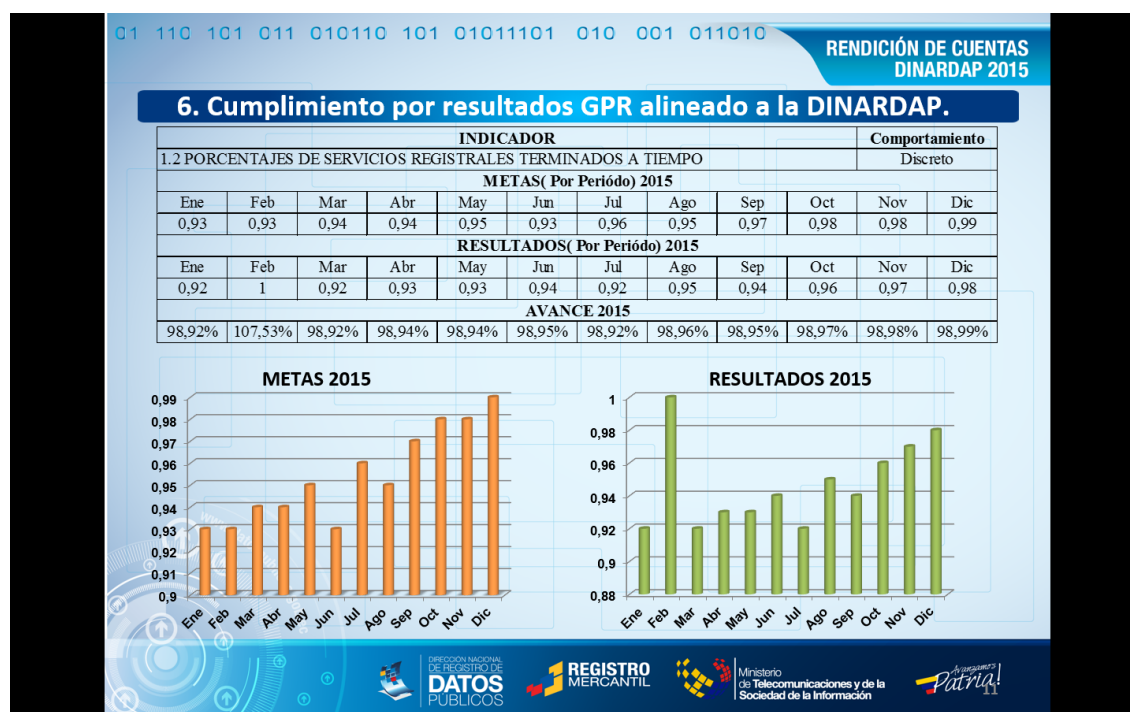 01 110 101 011 010110 101 01011101 010 001 011010
RENDICIÓN DE CUENTAS
DINARDAP 2015
6. Cumplimiento por resultados GPR alineado a la DINARDAP.
INDICADOR Comportamiento
1.2 PORCENTAJES DE SERVICIOS REGISTRALES TERMINADOS A TIEMPO Discreto
METAS( Por Periódo) 2015
Ene Feb Mar Abr May Jun Jul Ago Sep Oct Nov Dic
0,93 0,93 0,94 0,94 0,95 0,93 0,96 0,95 0,97 0,98 0,98 0,99
RESULTADOS( Por Periódo) 2015
Ene Feb Mar Abr May Jun Jul Ago Sep Oct Nov Dic
0,92 1 0,92 0,93 0,93 0,94 0,92 0,95 0,94 0,96 0,97 0,98
AVANCE 2015
98,92% 107,53% 98,92% 98,94% 98,94% 98,95% 98,92% 98,96% 98,95% 98,97% 98,98% 98,99%
METAS 2015
0,99
0,98
0,97
0,96
0,95
0,94
0,93
0,92
0,91
0,9
Ene Feb Mar Abr May Jun Jul Ago Sep Oct Nov Dic
RESULTADOS 2015
1
0,98
0,96
0,94
0,92
0,9
0,88
Ene Feb Mar Abr May Jun Jul Ago Sep Oct Nov Dic
DIRECCIÓN NACIONAL
DE REGISTRO DE
DATOS
PÚBLICOS
REGISTRO
MERCANTIL
Ministerio
de Telecomunicaciones y de la
Sociedad de la Información
Avanzamos
Patria!
11